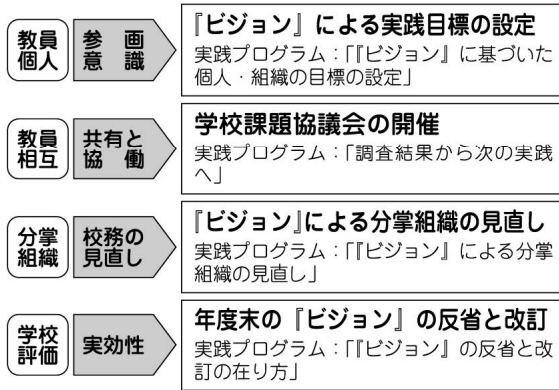 教員
個人
参画
意識
『ビジョン』による実践目標の設定
実践プログラム：「『ビジョン』に基づいた
個人・組織の目標の設定」
教員
相互
共有と
協働
学校課題協議会の開催
実践プログラム：「調査結果から次の実践
へ」
分掌
組織
校務の
見直し
『ビジョン』による分掌組織の見直し
実践プログラム：「『ビジョン』による分掌
組織の見直し」
学校
評価
実効性
年度末の『ビジョン』の反省と改訂
実践プログラム：「『ビジョン』の反省と改
訂の在り方」